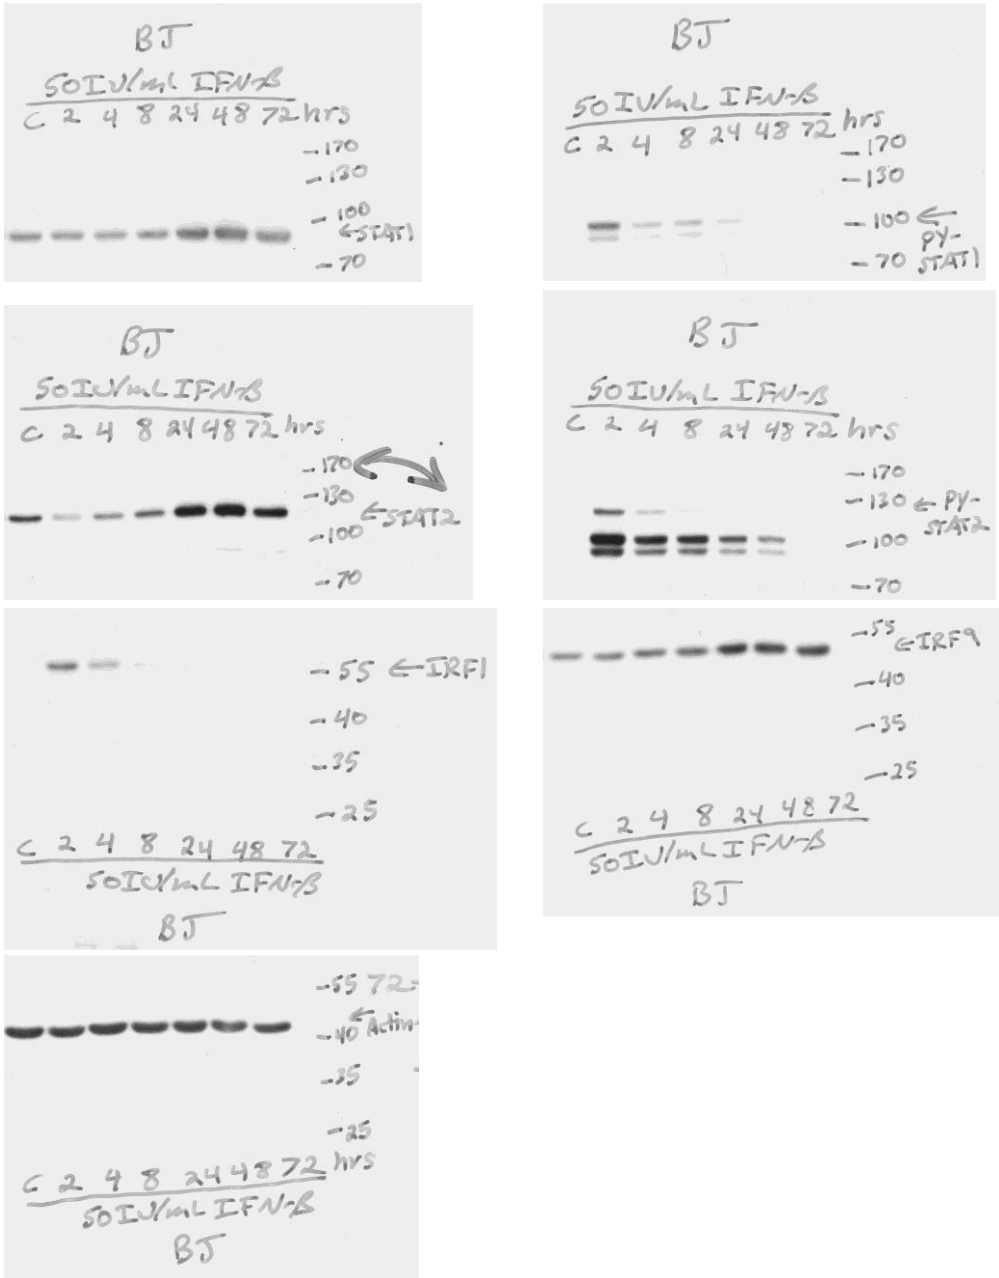 BJ
50IU/mL IFN-β
C 2 4 8 24 48 72 hrs
-170
-130
-100
←STAT1
-70
BJ
50 IU/mL IFN-β
C 2 4 8 24 48 72 hrs
-170
-130
-100 ←
PY-
STAT1
-70
BJ
50IU/mL IFN-β
C 2 4 8 24 48 72 hrs
-170
-130
←STAT2
-100
-70
BJ
50IU/mL IFN-β
C 2 4 8 24 48 72 hrs
-170
-130 ← PY-
STAT2
-100
-70
-55 ←IRF1
-40
-35
-25
C 2 4 8 24 48 72
50IU/mL IFN-β
BJ
-55 ←IRF9
-40
-35
-25
C 2 4 8 24 48 72
50IU/mL IFN-β
BJ
-55 72-
← Actin-
-40
-35
-25
C 2 4 8 24 48 72 hrs
50IU/mL IFN-β
BJ